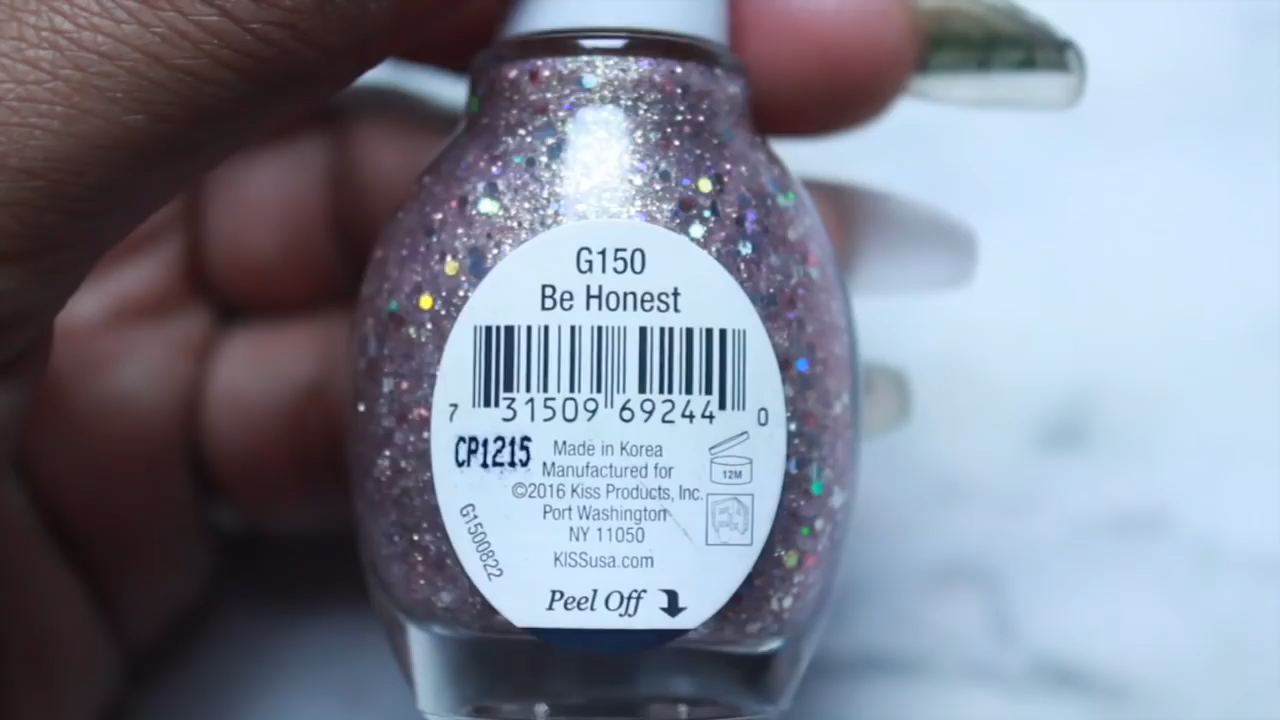 G150
Be Honest
7 31509 69244 0
CP1215
Made in Korea
Manufactured for
©2016 Kiss Products, Inc.
Port Washington
NY 11050
KISSusa.com
12M
G1500822
Peel Off